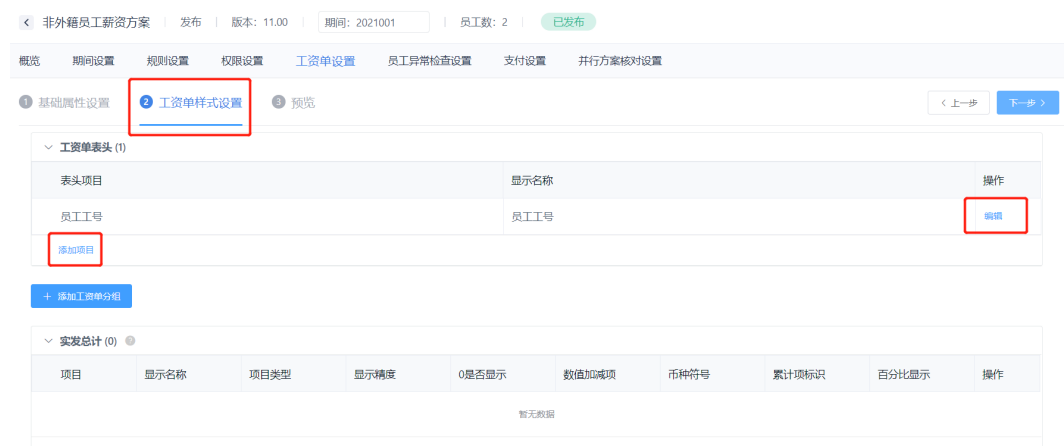 非外籍员工薪资方案 发布 版本：11.00 期间：2021001 员工数：2 已发布
概览 期间设置 规则设置 权限设置 工资单设置 员工异常检查设置 支付设置 并行方案核对设置
1 基础属性设置 2 工资单样式设置 3 预览 < 上一步 下一步 >
工资单表头 (1)
表头项目 显示名称 操作
员工工号 员工工号 编辑
添加项目
+ 添加工资单分组
实发总计 (0) ?
项目 显示名称 项目类型 显示精度 0是否显示 数值加减项 币种符号 累计项标识 百分比显示 操作
暂无数据